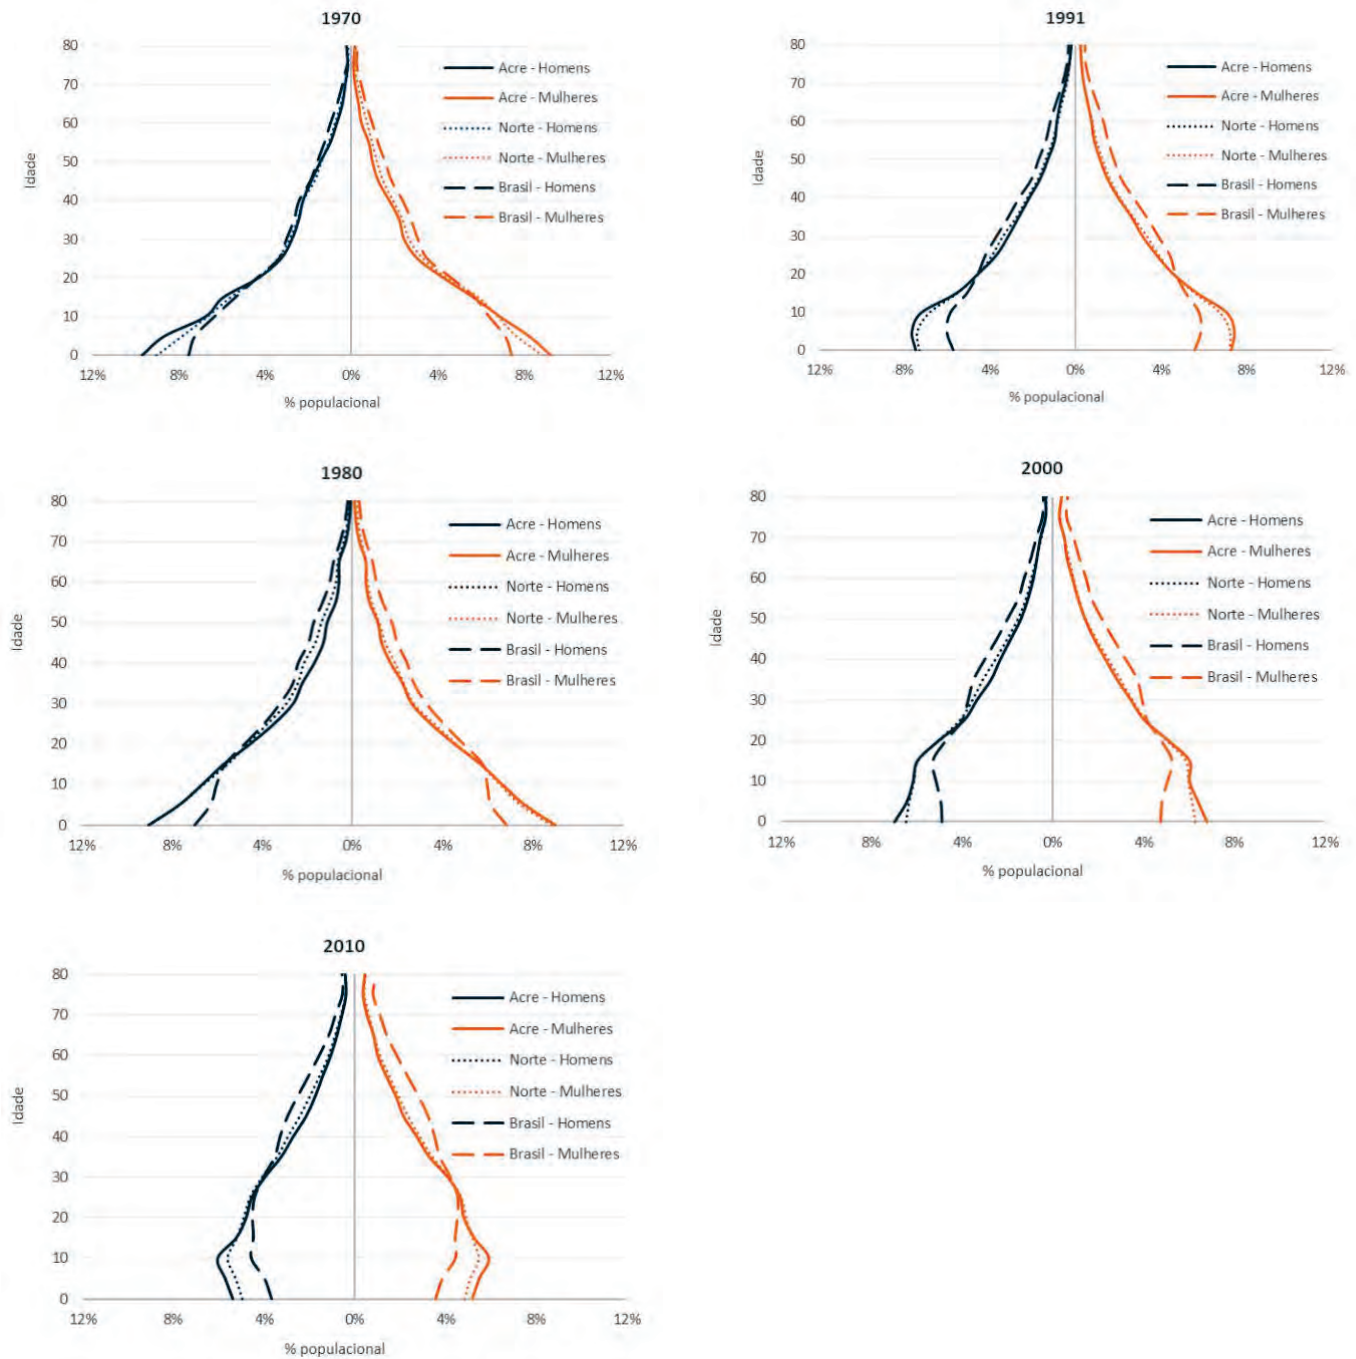 1970
80
70
60
50
40
30
20
10
0
Idade
12%
8%
4%
0%
4%
8%
12%
% populacional
Acre - Homens
Acre - Mulheres
Norte - Homens
Norte - Mulheres
Brasil - Homens
Brasil - Mulheres
1991
80
70
60
50
40
30
20
10
0
Idade
12%
8%
4%
0%
4%
8%
12%
% populacional
Acre - Homens
Acre - Mulheres
Norte - Homens
Norte - Mulheres
Brasil - Homens
Brasil - Mulheres
1980
80
70
60
50
40
30
20
10
0
Idade
12%
8%
4%
0%
4%
8%
12%
% populacional
Acre - Homens
Acre - Mulheres
Norte - Homens
Norte - Mulheres
Brasil - Homens
Brasil - Mulheres
2000
80
70
60
50
40
30
20
10
0
Idade
12%
8%
4%
0%
4%
8%
12%
% populacional
Acre - Homens
Acre - Mulheres
Norte - Homens
Norte - Mulheres
Brasil - Homens
Brasil - Mulheres
2010
80
70
60
50
40
30
20
10
0
Idade
12%
8%
4%
0%
4%
8%
12%
% populacional
Acre - Homens
Acre - Mulheres
Norte - Homens
Norte - Mulheres
Brasil - Homens
Brasil - Mulheres